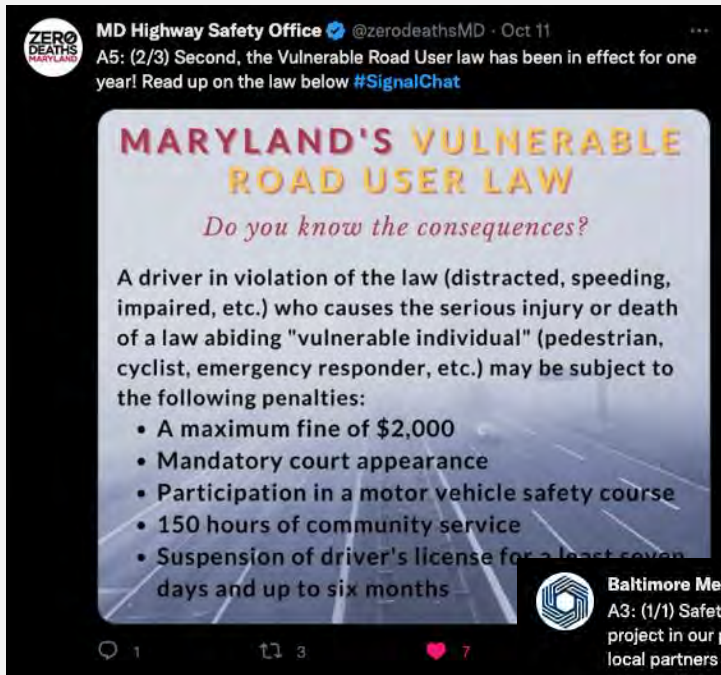 ZERO
DEATHS
MARYLAND
MD Highway Safety Office @zerodeathsMD · Oct 11
A5: (2/3) Second, the Vulnerable Road User law has been in effect for one
year! Read up on the law below #SignalChat
MARYLAND'S VULNERABLE
ROAD USER LAW
Do you know the consequences?
A driver in violation of the law (distracted, speeding,
impaired, etc.) who causes the serious injury or death
of a law abiding "vulnerable individual" (pedestrian,
cyclist, emergency responder, etc.) may be subject to
the following penalties:
• A maximum fine of $2,000
• Mandatory court appearance
• Participation in a motor vehicle safety course
• 150 hours of community service
• Suspension of driver's license for a least seven
days and up to six months
1 3 7
Baltimore Me
A3: (1/1) Safet
project in our p
local partners